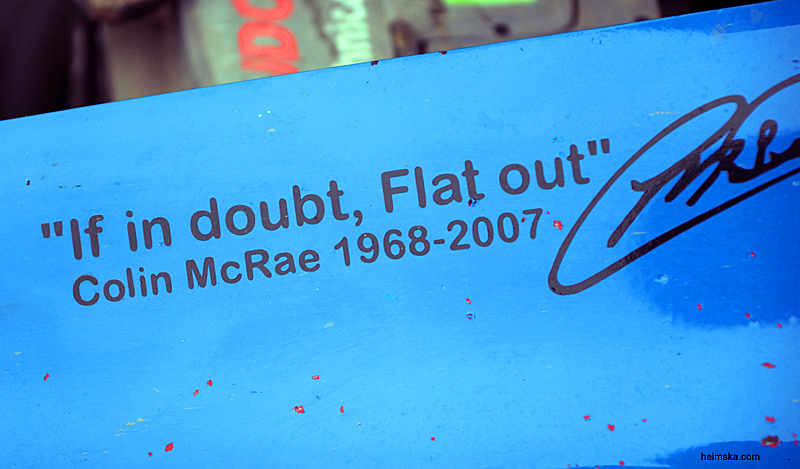 "If in doubt, Flat out"
Colin McRae 1968-2007
heimska.com